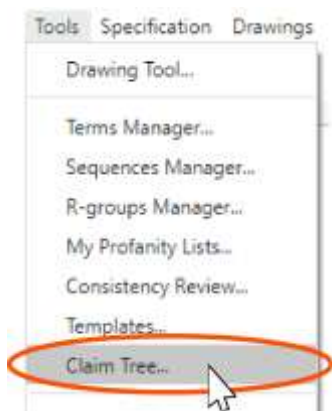 Tools Specification Drawings
Drawing Tool...
Terms Manager...
Sequences Manager...
R-groups Manager...
My Profanity Lists...
Consistency Review...
Templates...
Claim Tree...